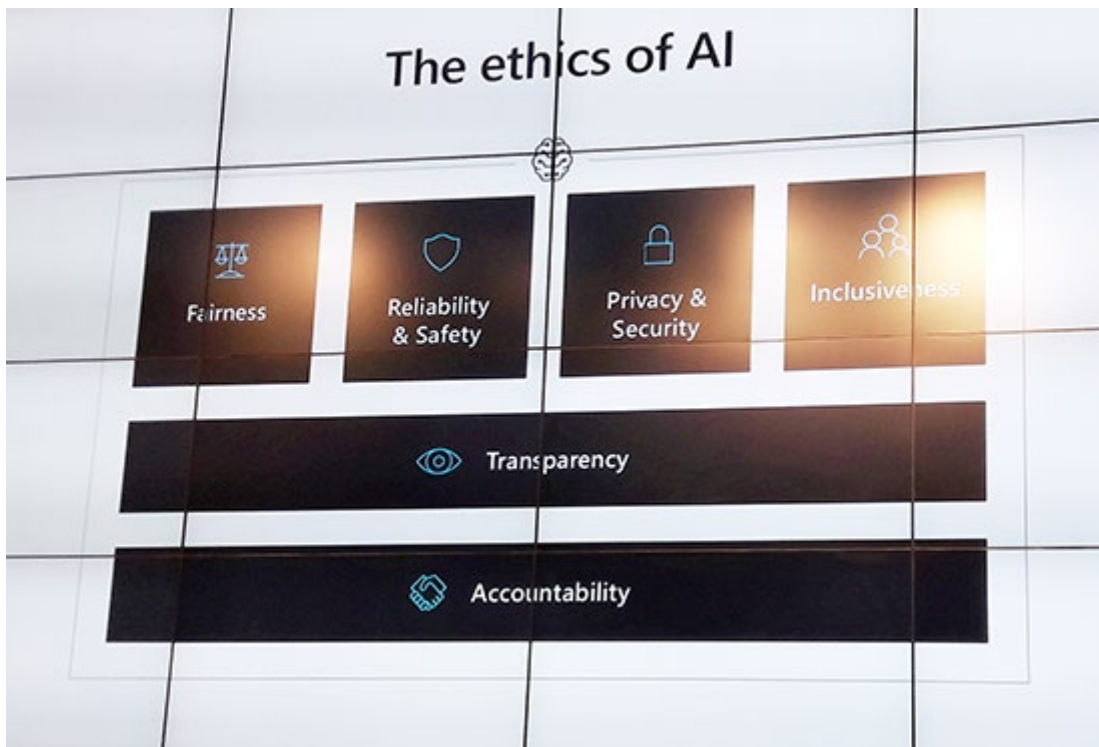 The ethics of AI
Fairness
Reliability
& Safety
Privacy &
Security
Inclusiveness
Transparency
Accountability